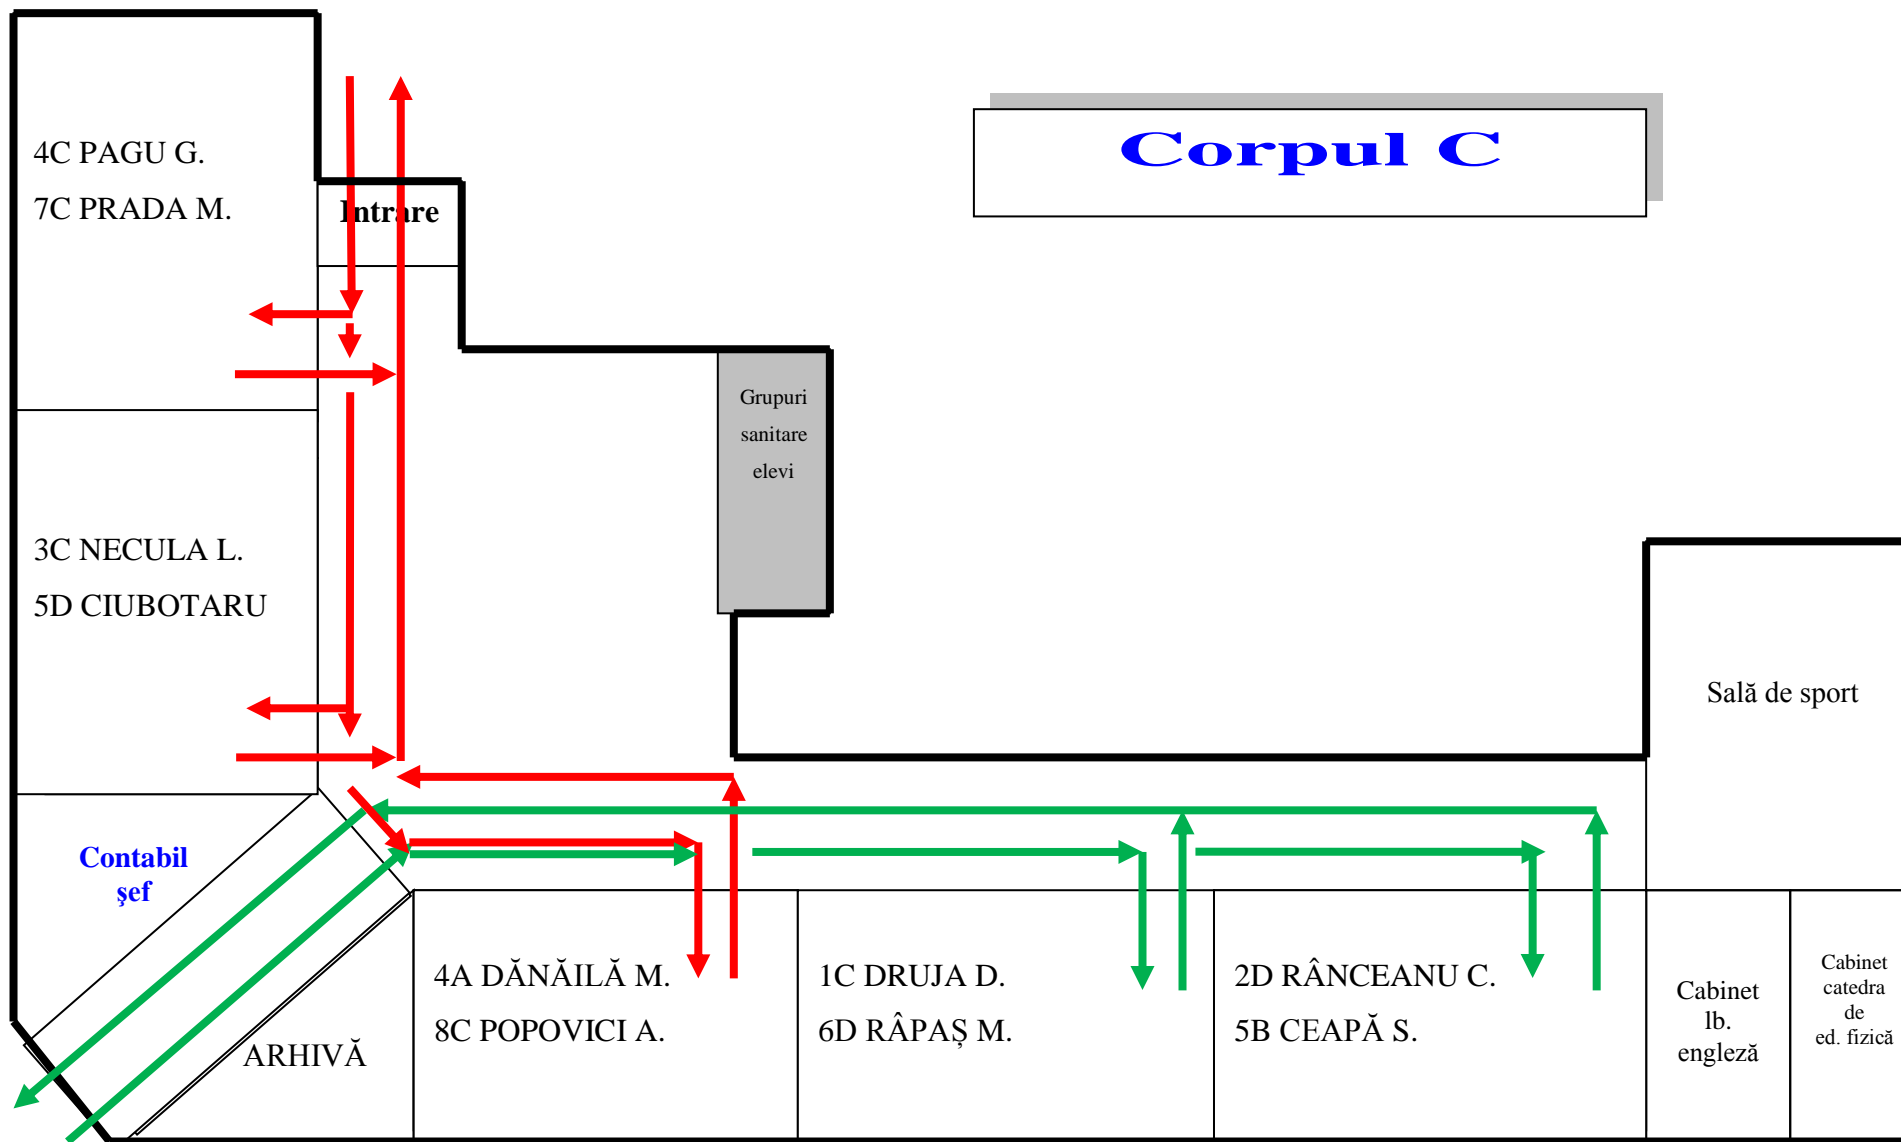 Corpul C
4C PAGU G.
7C PRADA M.
Intrare
Grupuri
sanitare
elevi
3C NECULA L.
5D CIUBOTARU
Sală de sport
Contabil
şef
ARHIVĂ
4A DĂNĂILĂ M.
8C POPOVICI A.
1C DRUJA D.
6D RÂPAȘ M.
2D RÂNCEANU C.
5B CEAPĂ S.
Cabinet
lb.
engleză
Cabinet
catedra
de
ed. fizică